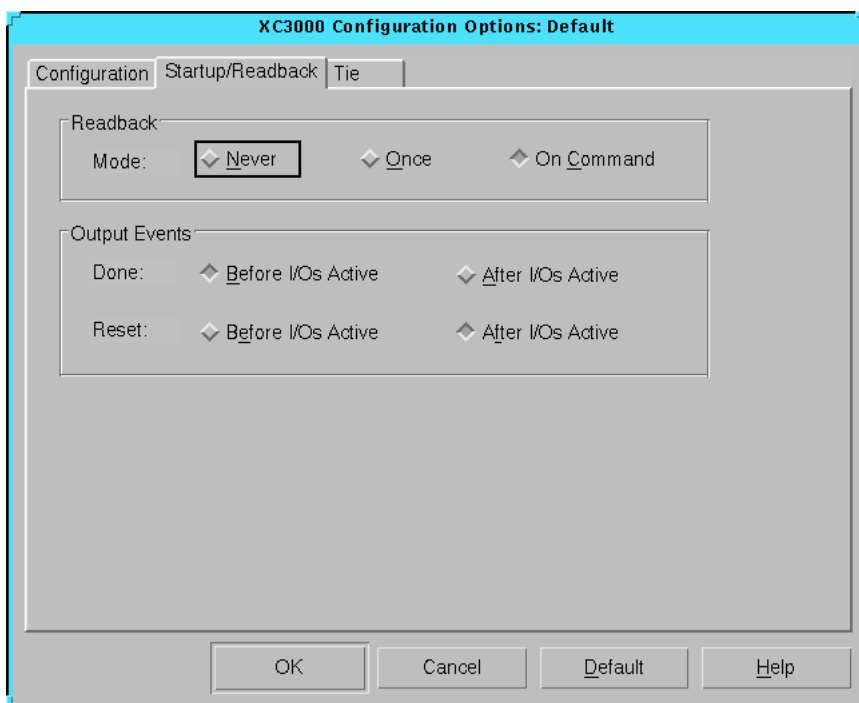 XC3000 Configuration Options: Default
Configuration Startup/Readback Tie
Readback
Mode: Never Once On Command
Output Events
Done: Before I/Os Active After I/Os Active
Reset: Before I/Os Active After I/Os Active
OK Cancel Default Help